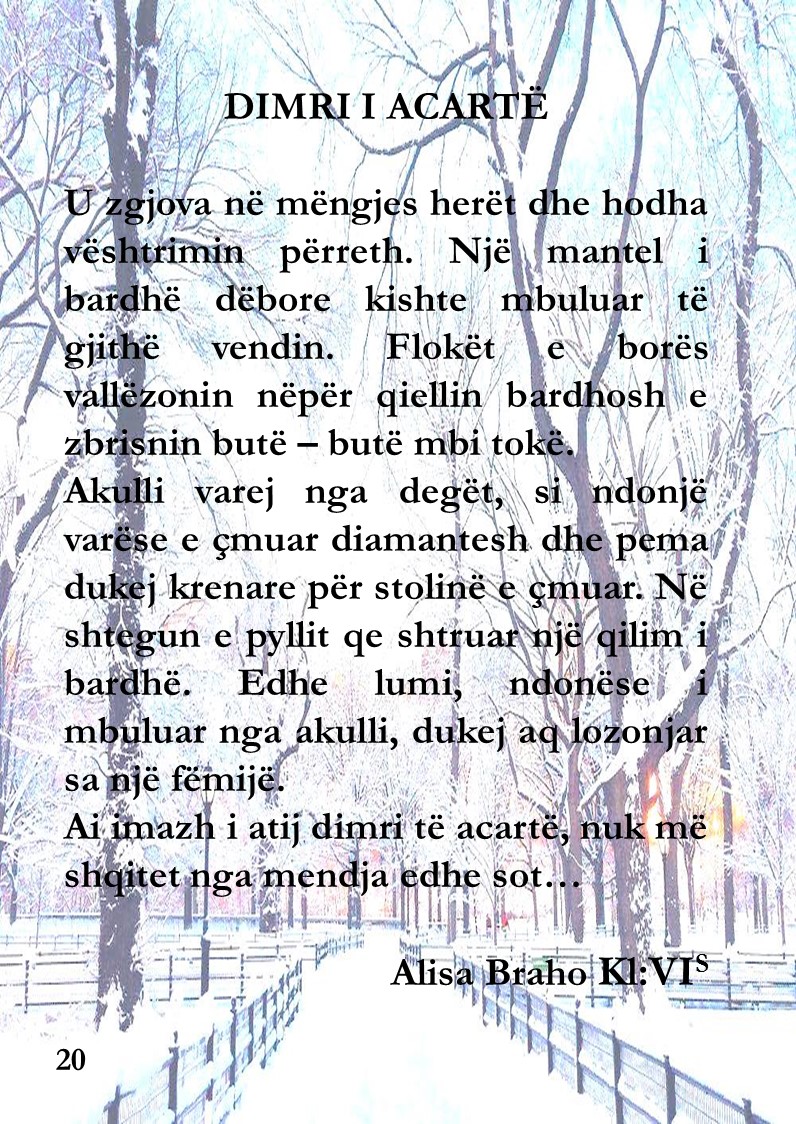 DIMRI I ACARTË
U zgjova në mëngjes herët dhe hodha
vështrimin përreth. Një mantel i
bardhë dëbore kishte mbuluar të
gjithë vendin. Flokët e borës
vallëzonin nëpër qiellin bardhosh e
zbrisnin butë – butë mbi tokë.
Akulli varej nga degët, si ndonjë
varëse e çmuar diamantesh dhe pema
dukej krenare për stolinë e çmuar. Në
shtegun e pyllit qe shtruar një qilim i
bardhë. Edhe lumi, ndonëse i
mbuluar nga akulli, dukej aq lozonjar
sa një fëmijë.
Ai imazh i atij dimri të acartë, nuk më
shqitet nga mendja edhe sot…
Alisa Braho Kl:VIˢ
20